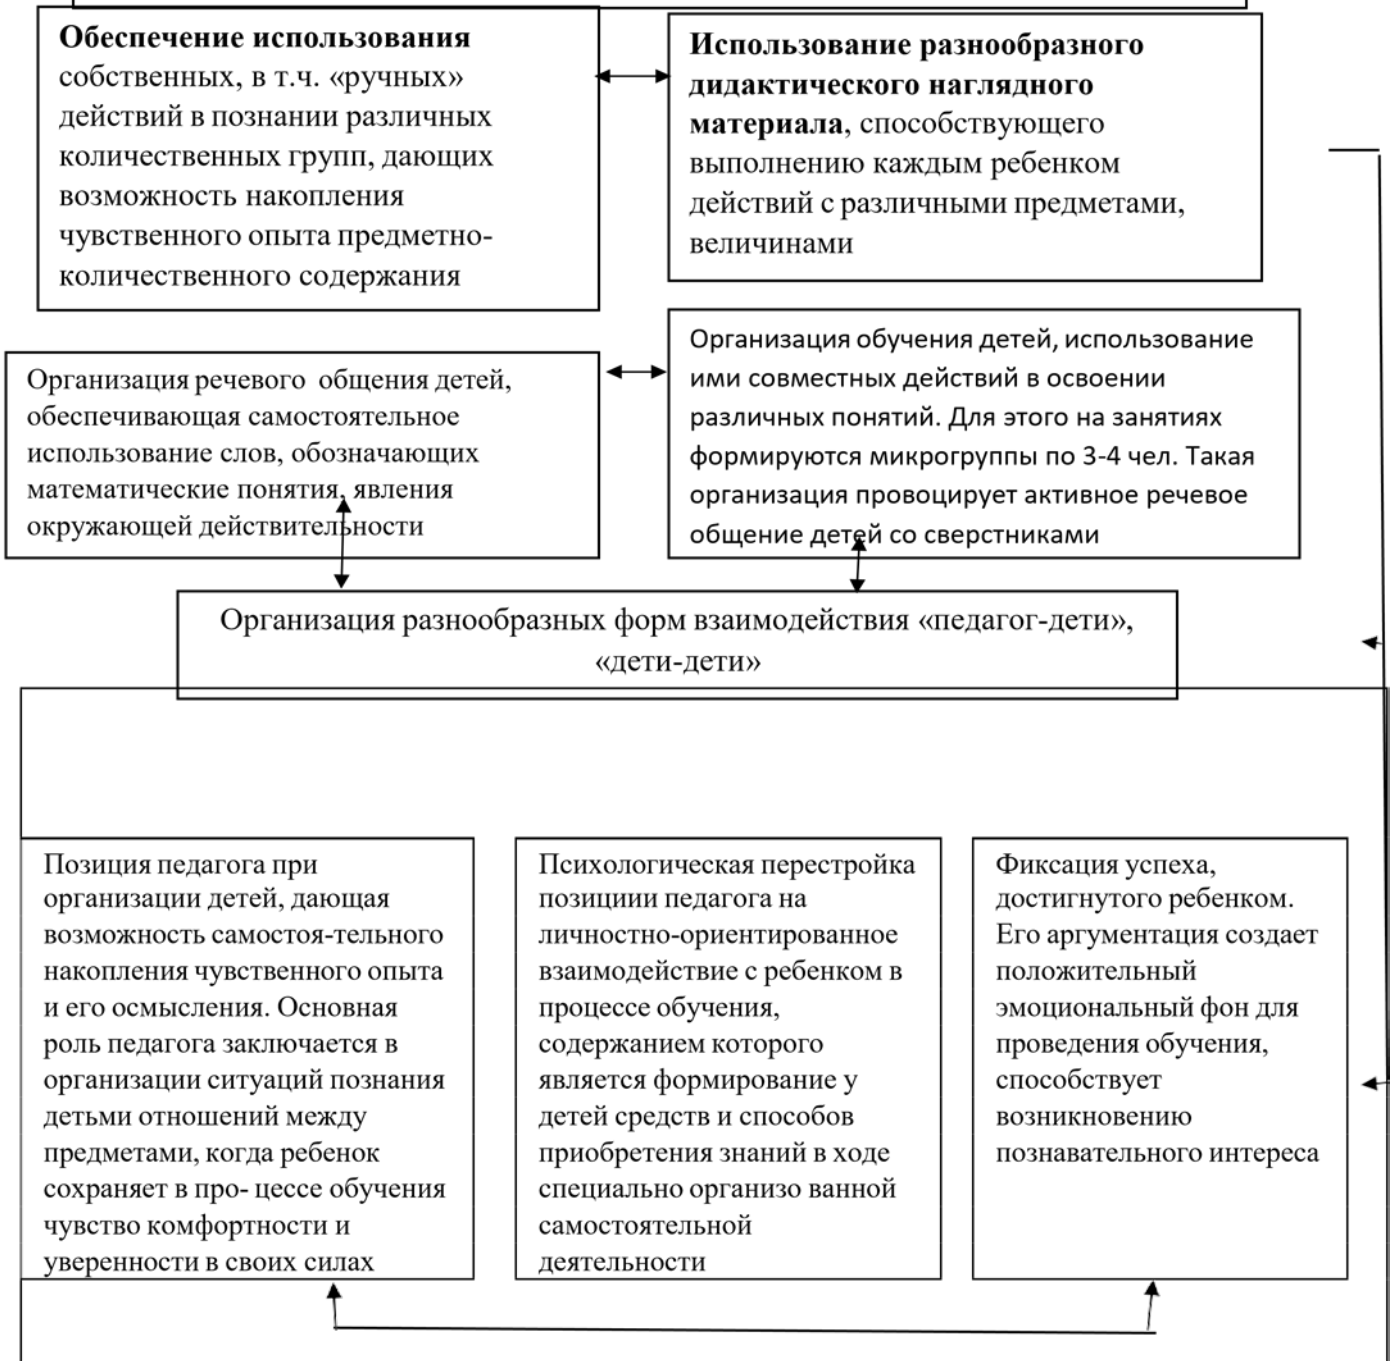 Обеспечение использования
собственных, в т.ч. «ручных»
действий в познании различных
количественных групп, дающих
возможность накопления
чувственного опыта предметно-
количественного содержания
Использование разнообразного
дидактического наглядного
материала, способствующего
выполнению каждым ребенком
действий с различными предметами,
величинами
Организация речевого общения детей,
обеспечивающая самостоятельное
использование слов, обозначающих
математические понятия, явления
окружающей действительности
Организация обучения детей, использование
ими совместных действий в освоении
различных понятий. Для этого на занятиях
формируются микрогруппы по 3-4 чел. Такая
организация провоцирует активное речевое
общение детей со сверстниками
Организация разнообразных форм взаимодействия «педагог-дети»,
«дети-дети»
Позиция педагога при
организации детей, дающая
возможность самостоя-тельного
накопления чувственного опыта
и его осмысления. Основная
роль педагога заключается в
организации ситуаций познания
детьми отношений между
предметами, когда ребенок
сохраняет в про- цессе обучения
чувство комфортности и
уверенности в своих силах
Психологическая перестройка
позициии педагога на
личностно-ориентированное
взаимодействие с ребенком в
процессе обучения,
содержанием которого
является формирование у
детей средств и способов
приобретения знаний в ходе
специально организо ванной
самостоятельной
деятельности
Фиксация успеха,
достигнутого ребенком.
Его аргументация создает
положительный
эмоциональный фон для
проведения обучения,
способствует
возникновению
познавательного интереса